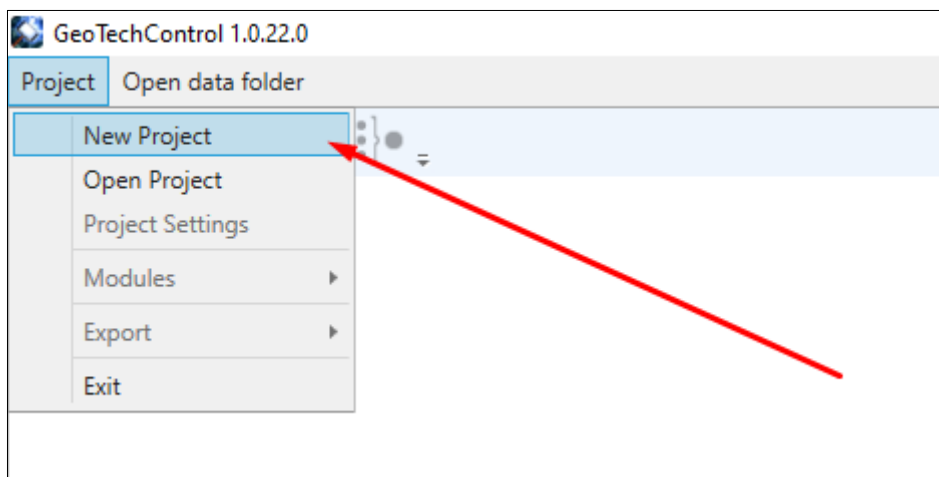 GeoTechControl 1.0.22.0
Project Open data folder
New Project
Open Project
Project Settings
Modules
Export
Exit